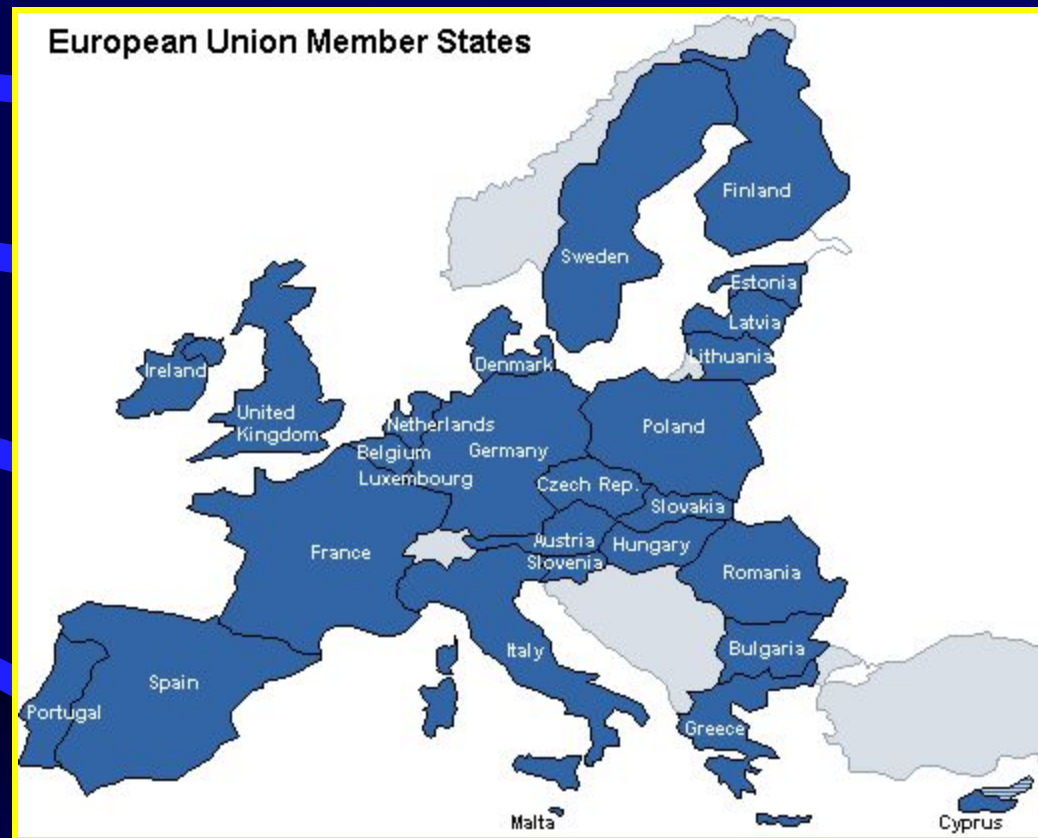 European Union Member States
Finland
Sweden
Estonia
Latvia
Lithuania
Denmark
Ireland
United
Kingdom
Netherlands
Belgium
Germany
Poland
Luxembourg
Czech Rep.
Slovakia
France
Austria
Hungary
Slovenia
Romania
Italy
Bulgaria
Spain
Portugal
Greece
Malta
Cyprus